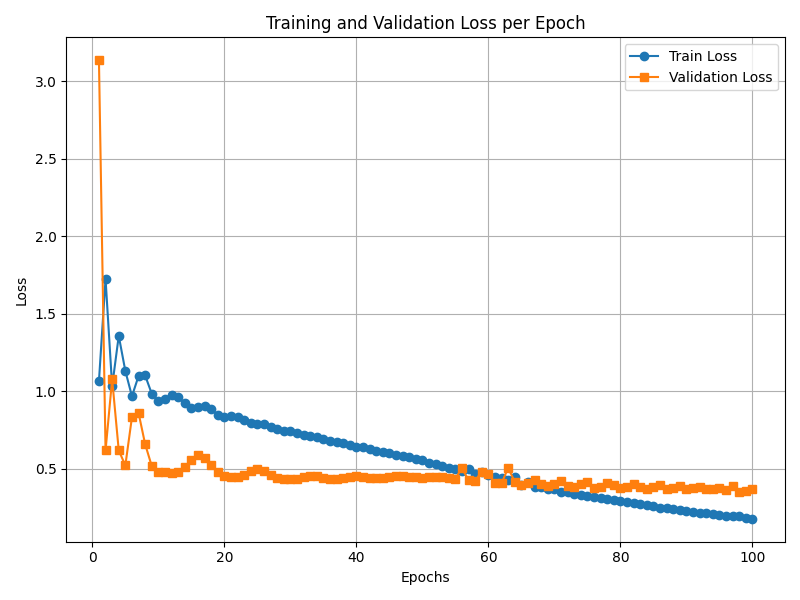 Training and Validation Loss per Epoch
Train Loss
Validation Loss
3.0
2.5
2.0
1.5
1.0
0.5
Loss
0 20 40 60 80 100
Epochs